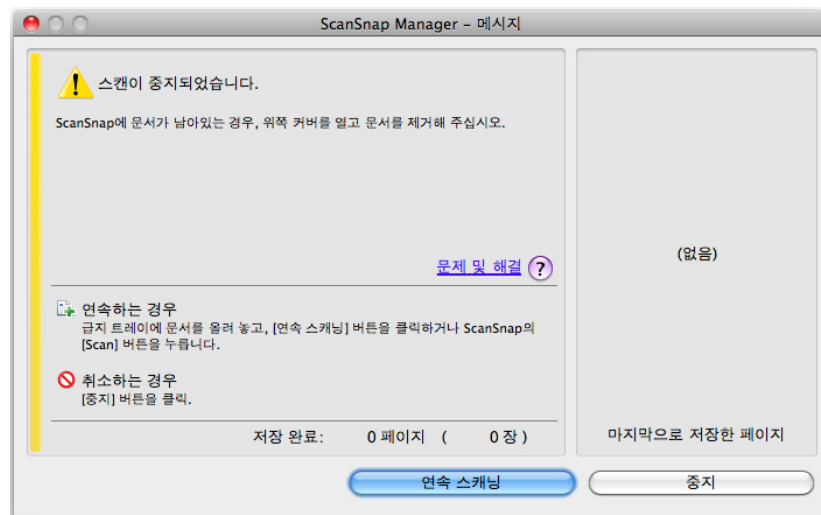 ScanSnap Manager – 메시지
스캔이 중지되었습니다.
ScanSnap에 문서가 남아있는 경우, 위쪽 커버를 열고 문서를 제거해 주십시오.
문제 및 해결 ?
(없음)
연속하는 경우
급지 트레이에 문서를 올려 놓고, [연속 스캐닝] 버튼을 클릭하거나 ScanSnap의
[Scan] 버튼을 누릅니다.
취소하는 경우
[중지] 버튼을 클릭.
저장 완료: 0 페이지 ( 0 장 )
마지막으로 저장한 페이지
연속 스캐닝
중지